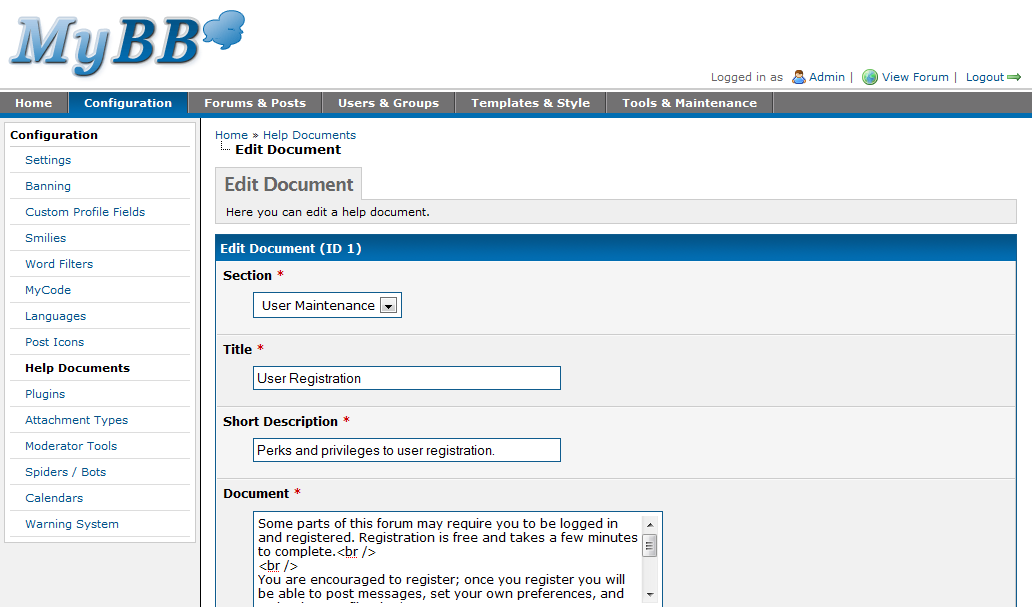 MyBB
Logged in as Admin | View Forum | Logout
Home Configuration Forums & Posts Users & Groups Templates & Style Tools & Maintenance
Configuration
Settings
Banning
Custom Profile Fields
Smilies
Word Filters
MyCode
Languages
Post Icons
Help Documents
Plugins
Attachment Types
Moderator Tools
Spiders / Bots
Calendars
Warning System
Home » Help Documents
Edit Document
Edit Document
Here you can edit a help document.
Edit Document (ID 1)
Section *
User Maintenance
Title *
User Registration
Short Description *
Perks and privileges to user registration.
Document *
Some parts of this forum may require you to be logged in
and registered. Registration is free and takes a few minutes
to complete.<br />
<br />
You are encouraged to register; once you register you will
be able to post messages, set your own preferences, and